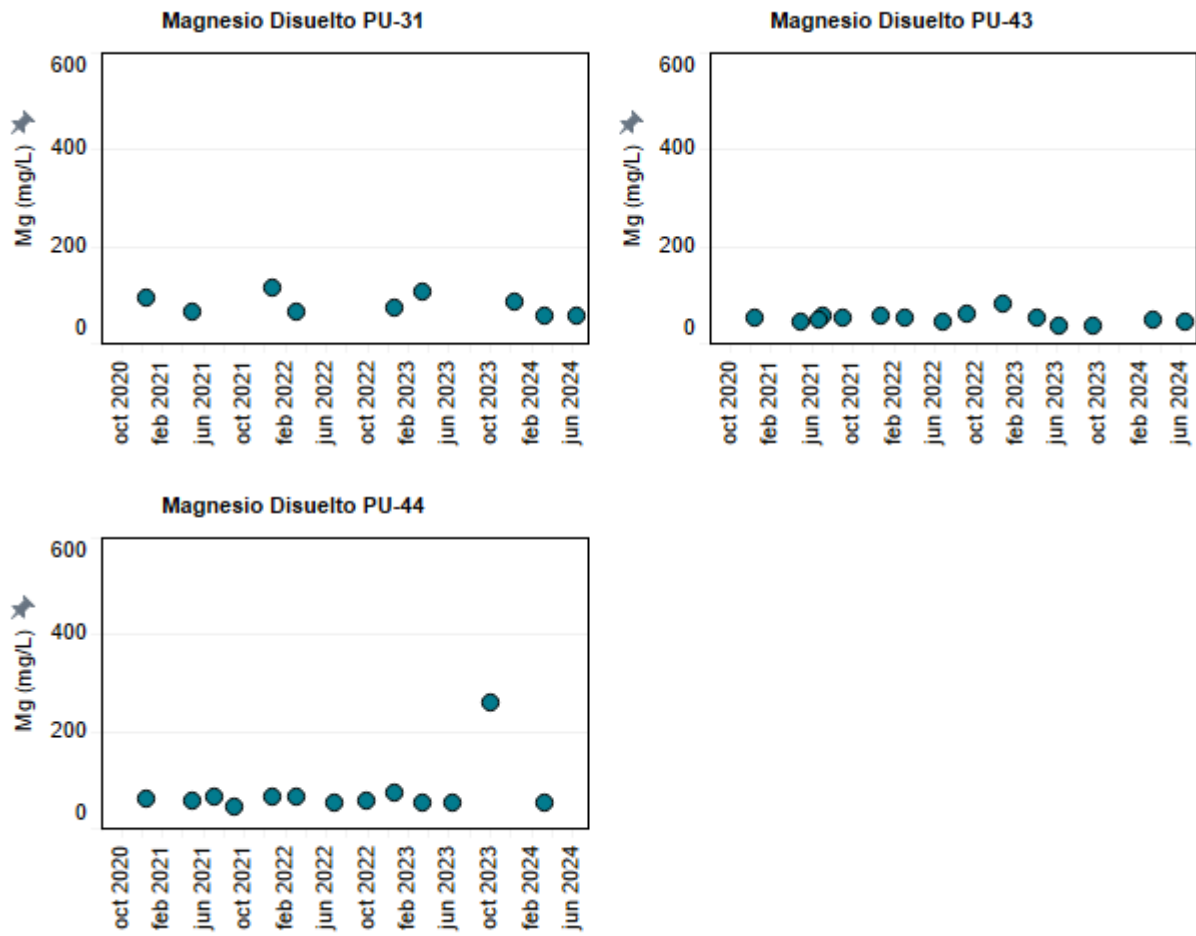 Magnesio Disuelto PU-31
Mg (mg/L)
600
400
200
0
oct 2020
feb 2021
jun 2021
oct 2021
feb 2022
jun 2022
oct 2022
feb 2023
jun 2023
oct 2023
feb 2024
jun 2024
Magnesio Disuelto PU-43
Mg (mg/L)
600
400
200
0
oct 2020
feb 2021
jun 2021
oct 2021
feb 2022
jun 2022
oct 2022
feb 2023
jun 2023
oct 2023
feb 2024
jun 2024
Magnesio Disuelto PU-44
Mg (mg/L)
600
400
200
0
oct 2020
feb 2021
jun 2021
oct 2021
feb 2022
jun 2022
oct 2022
feb 2023
jun 2023
oct 2023
feb 2024
jun 2024